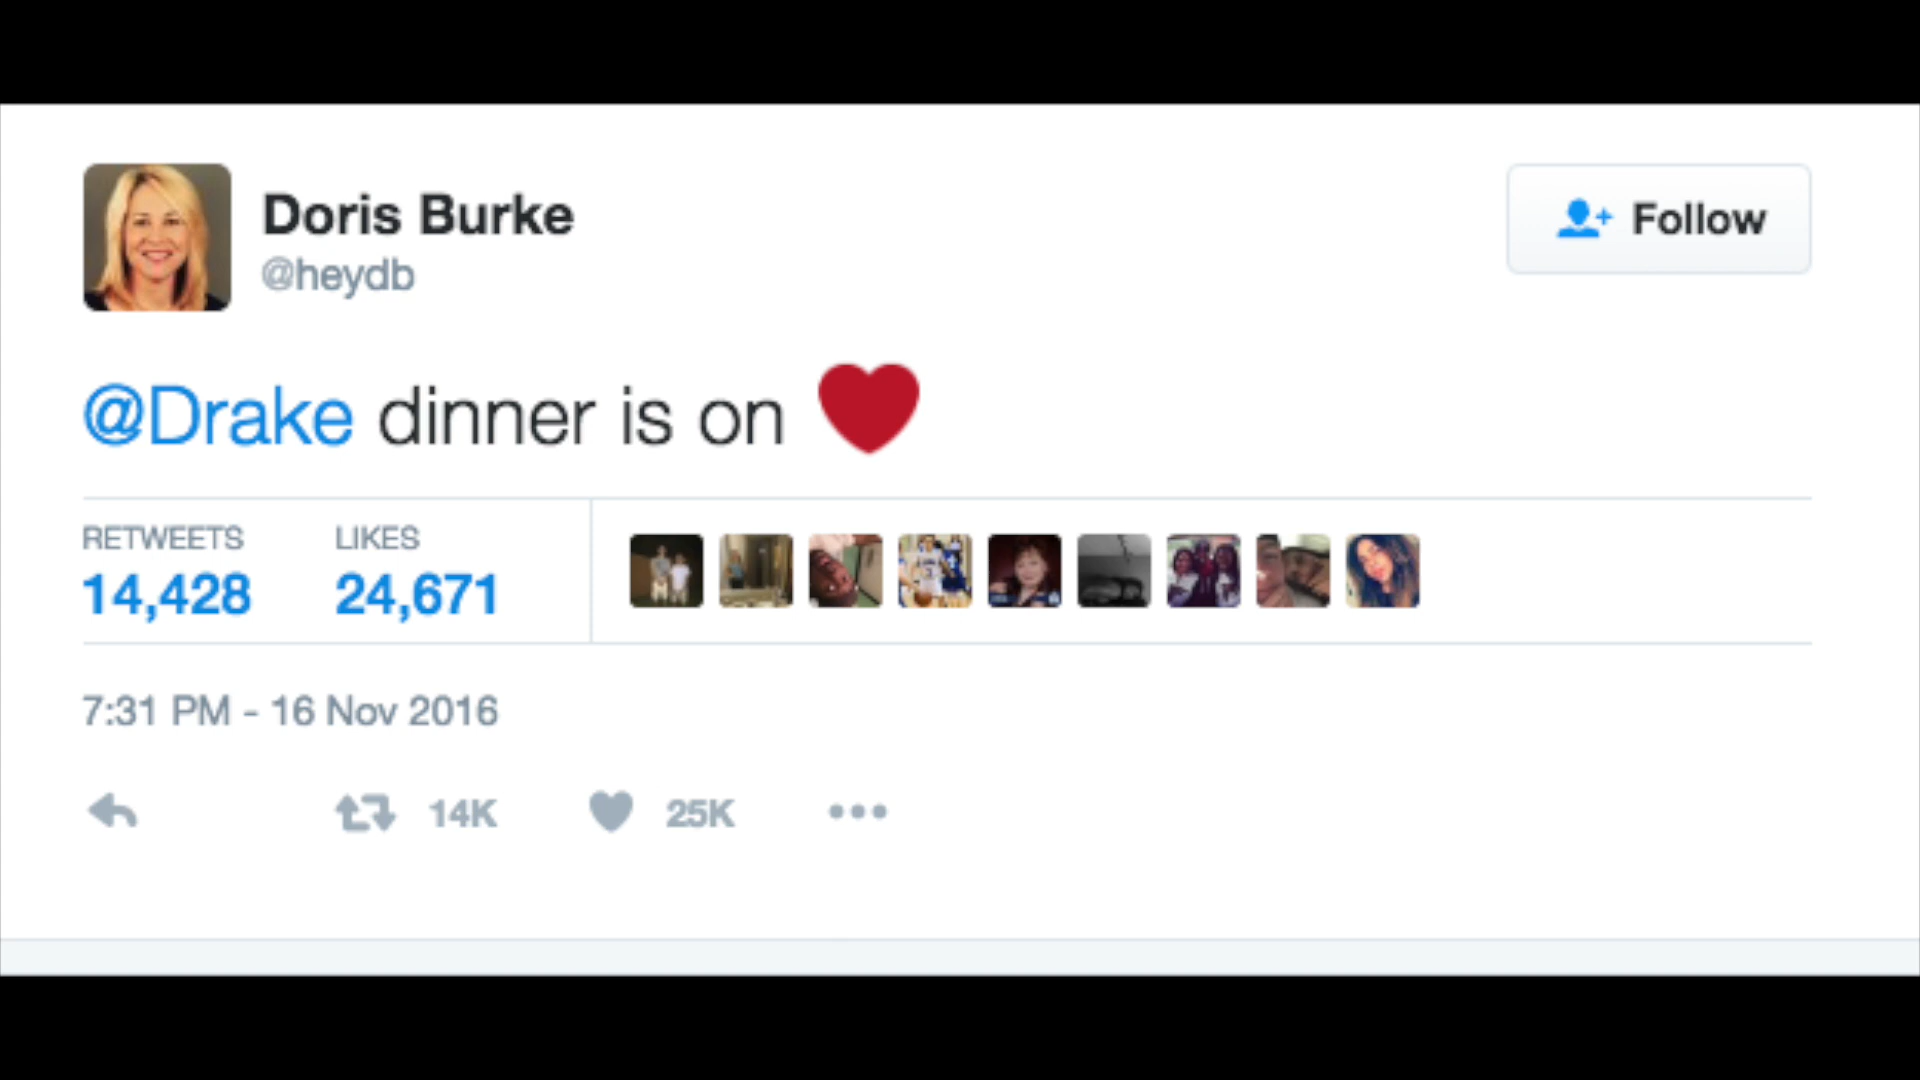 Doris Burke
@heydb
Follow
@Drake dinner is on ❤
RETWEETS LIKES
14,428 24,671
7:31 PM - 16 Nov 2016
14K 25K